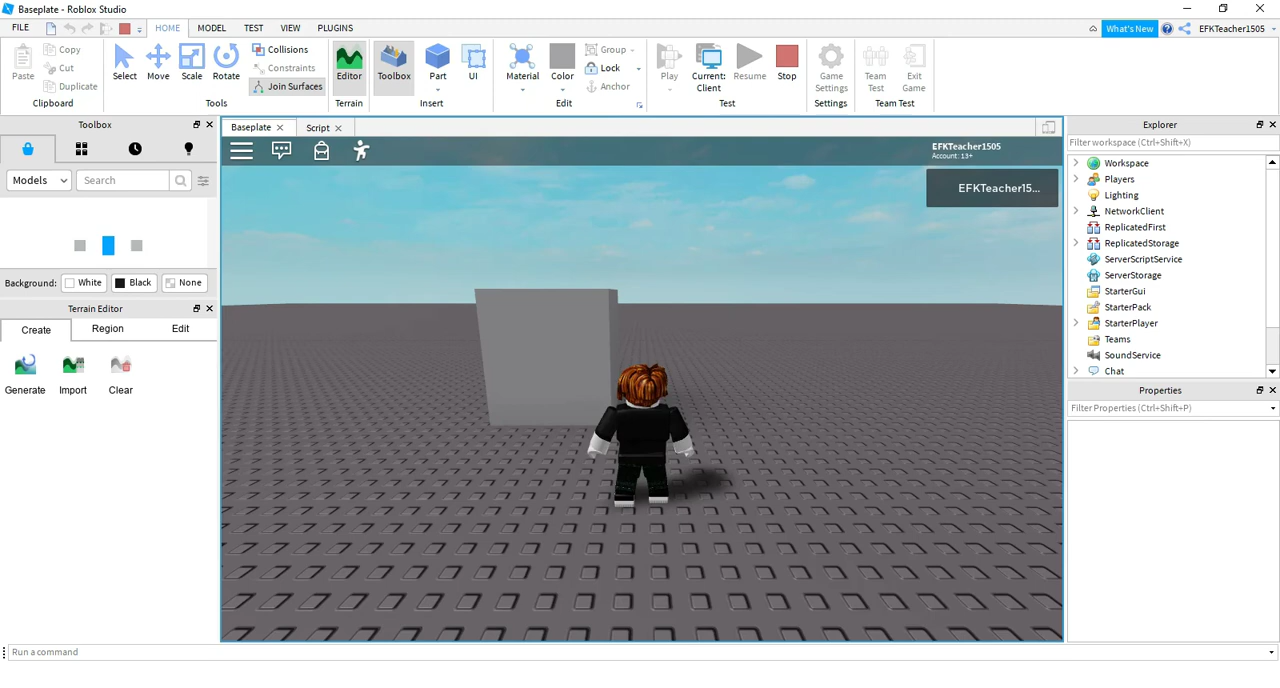 Baseplate - Roblox Studio
FILE
HOME
MODEL
TEST
VIEW
PLUGINS
What's New
EFKTeacher1505
Paste
Copy
Cut
Duplicate
Clipboard
Select
Move
Scale
Rotate
Collisions
Constraints
Join Surfaces
Tools
Editor
Terrain
Toolbox
Part
UI
Insert
Material
Color
Group
Lock
Anchor
Edit
Play
Current:
Client
Resume
Stop
Test
Game
Settings
Settings
Team
Test
Exit
Game
Team Test
Toolbox
Models
Search
Background:
White
Black
None
Terrain Editor
Create
Region
Edit
Generate
Import
Clear
Baseplate
Script
EFKTeacher1505
Account: 13+
EFKTeacher15...
Explorer
Filter workspace (Ctrl+Shift+X)
Workspace
Players
Lighting
NetworkClient
ReplicatedFirst
ReplicatedStorage
ServerScriptService
ServerStorage
StarterGui
StarterPack
StarterPlayer
Teams
SoundService
Chat
Properties
Filter Properties (Ctrl+Shift+P)
Run a command